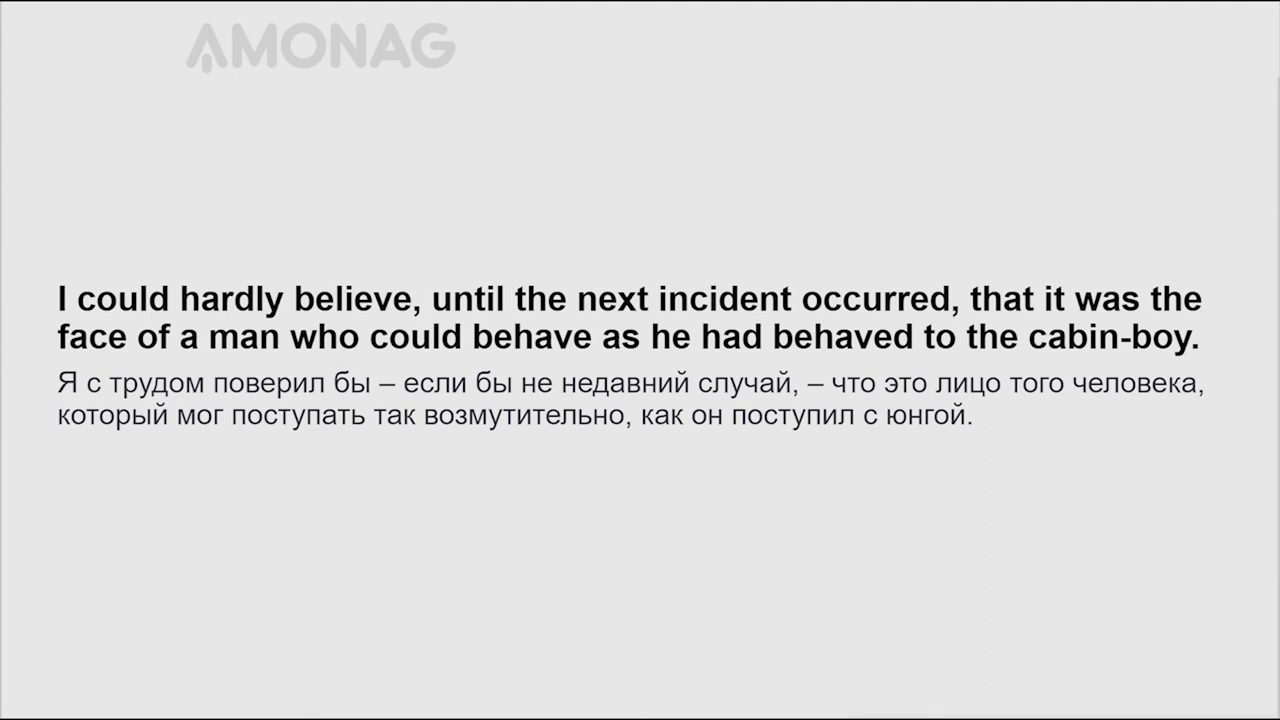 AMONAG
I could hardly believe, until the next incident occurred, that it was the
face of a man who could behave as he had behaved to the cabin-boy.
Я с трудом поверил бы – если бы не недавний случай, – что это лицо того человека,
который мог поступать так возмутительно, как он поступил с юнгой.